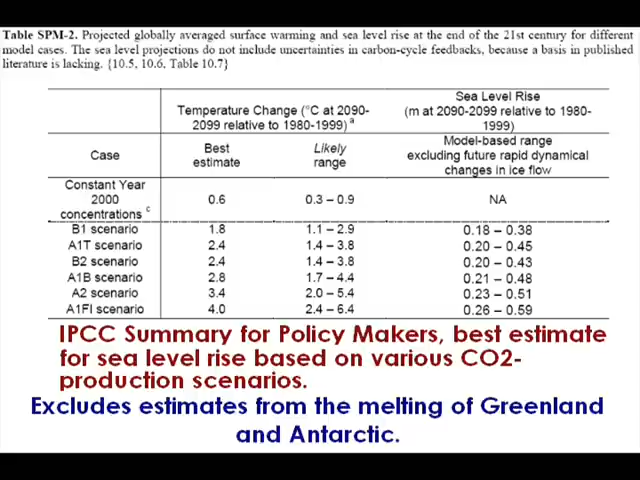 Table SPM-2. Projected globally averaged surface warming and sea level rise at the end of the 21st century for different
model cases. The sea level projections do not include uncertainties in carbon-cycle feedbacks, because a basis in published
literature is lacking. {10.5, 10.6, Table 10.7}
Temperature Change (°C at 2090-
2099 relative to 1980-1999) a
Sea Level Rise
(m at 2090-2099 relative to 1980-
1999)
Case
Best
estimate
Likely
range
Model-based range
excluding future rapid dynamical
changes in ice flow
Constant Year
2000
concentrations c
0.6 0.3 – 0.9 NA
B1 scenario 1.8 1.1 – 2.9 0.18 – 0.38
A1T scenario 2.4 1.4 – 3.8 0.20 – 0.45
B2 scenario 2.4 1.4 – 3.8 0.20 – 0.43
A1B scenario 2.8 1.7 – 4.4 0.21 – 0.48
A2 scenario 3.4 2.0 – 5.4 0.23 – 0.51
A1FI scenario 4.0 2.4 – 6.4 0.26 – 0.59
IPCC Summary for Policy Makers, best estimate
for sea level rise based on various CO2-
production scenarios.
Excludes estimates from the melting of Greenland
and Antarctic.